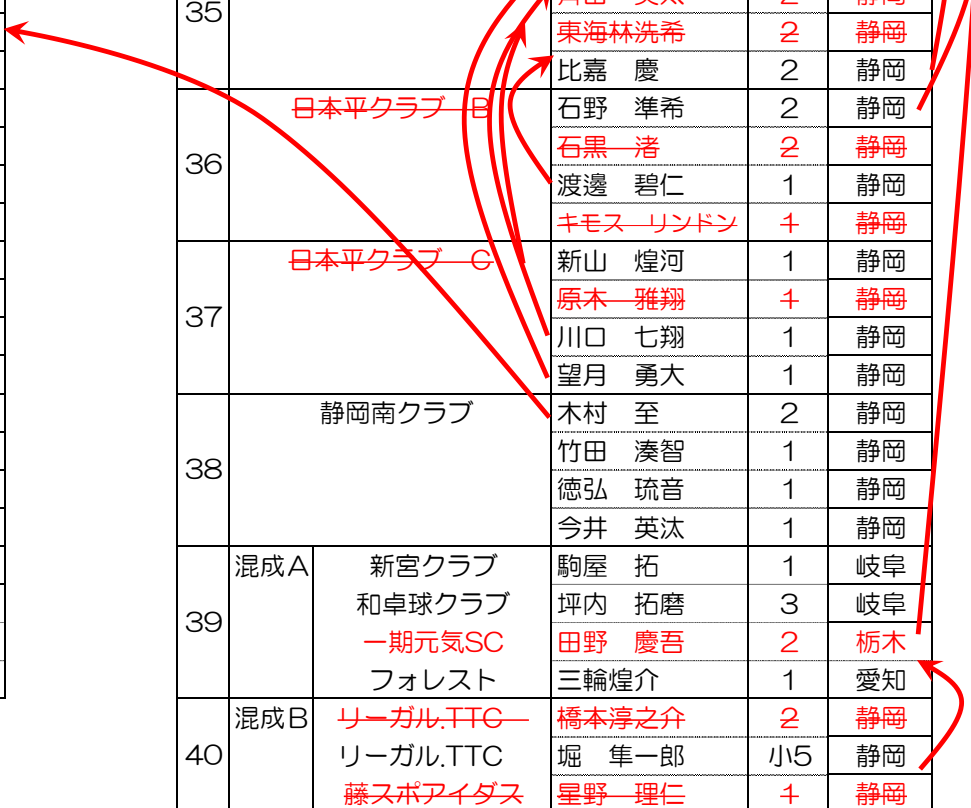 35
東海林洸希 2 静岡
比嘉　慶 2 静岡
日本平クラブ　B 石野　準希 2 静岡
36
石黒　渚 2 静岡
渡邊　碧仁 1 静岡
キモス　リンドン 1 静岡
日本平クラブ　C 新山　煌河 1 静岡
37
原木　雅翔 1 静岡
川口　七翔 1 静岡
望月　勇大 1 静岡
静岡南クラブ 木村　至 2 静岡
38
竹田　湊智 1 静岡
徳弘　琉音 1 静岡
今井　英汰 1 静岡
混成A 新宮クラブ 駒屋　拓 1 岐阜
39
和卓球クラブ 坪内　拓磨 3 岐阜
一期元気SC 田野　慶吾 2 栃木
フォレスト 三輪煌介 1 愛知
混成B リーガル.TTC 橋本淳之介 2 静岡
40 リーガル.TTC 堀　隼一郎 小5 静岡
藤スポアイダス 星野　理仁 1 静岡